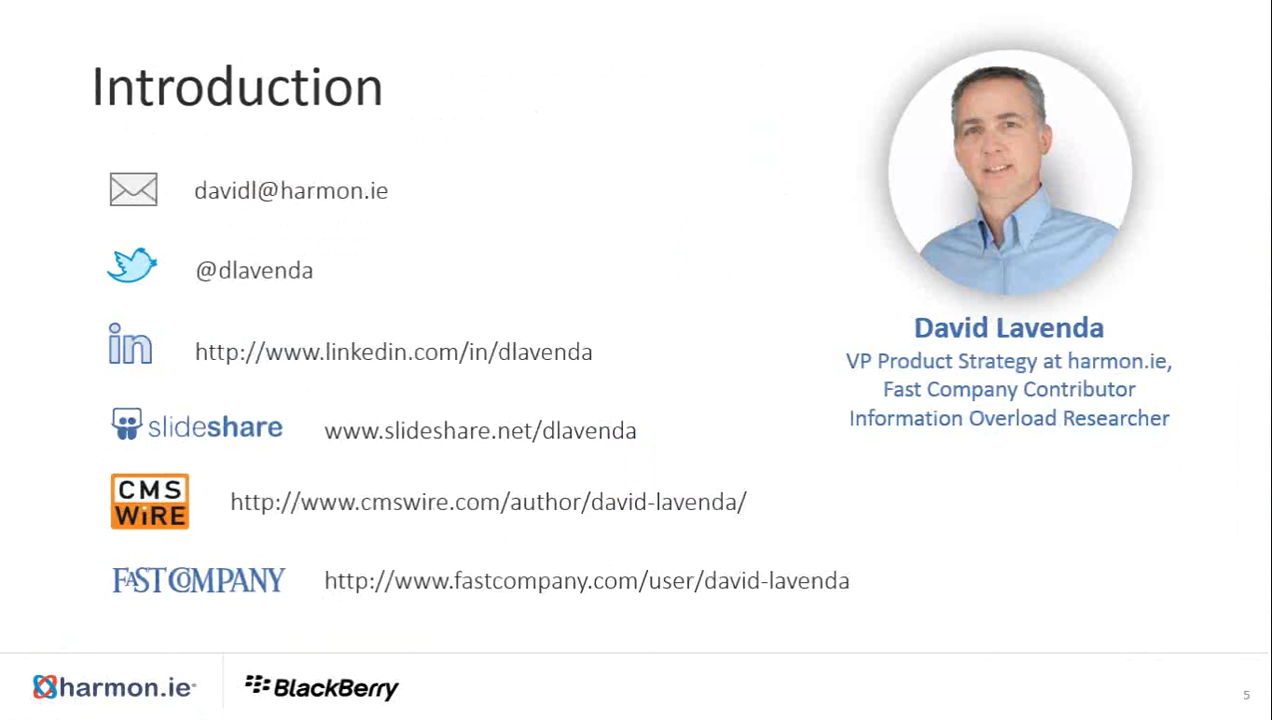 Introduction
davidl@harmon.ie
@dlavenda
in
http://www.linkedin.com/in/dlavenda
slideshare
www.slideshare.net/dlavenda
CMS
WiRE
http://www.cmswire.com/author/david-lavenda/
FAST COMPANY
http://www.fastcompany.com/user/david-lavenda
David Lavenda
VP Product Strategy at harmon.ie,
Fast Company Contributor
Information Overload Researcher
harmon.ie
BlackBerry
5